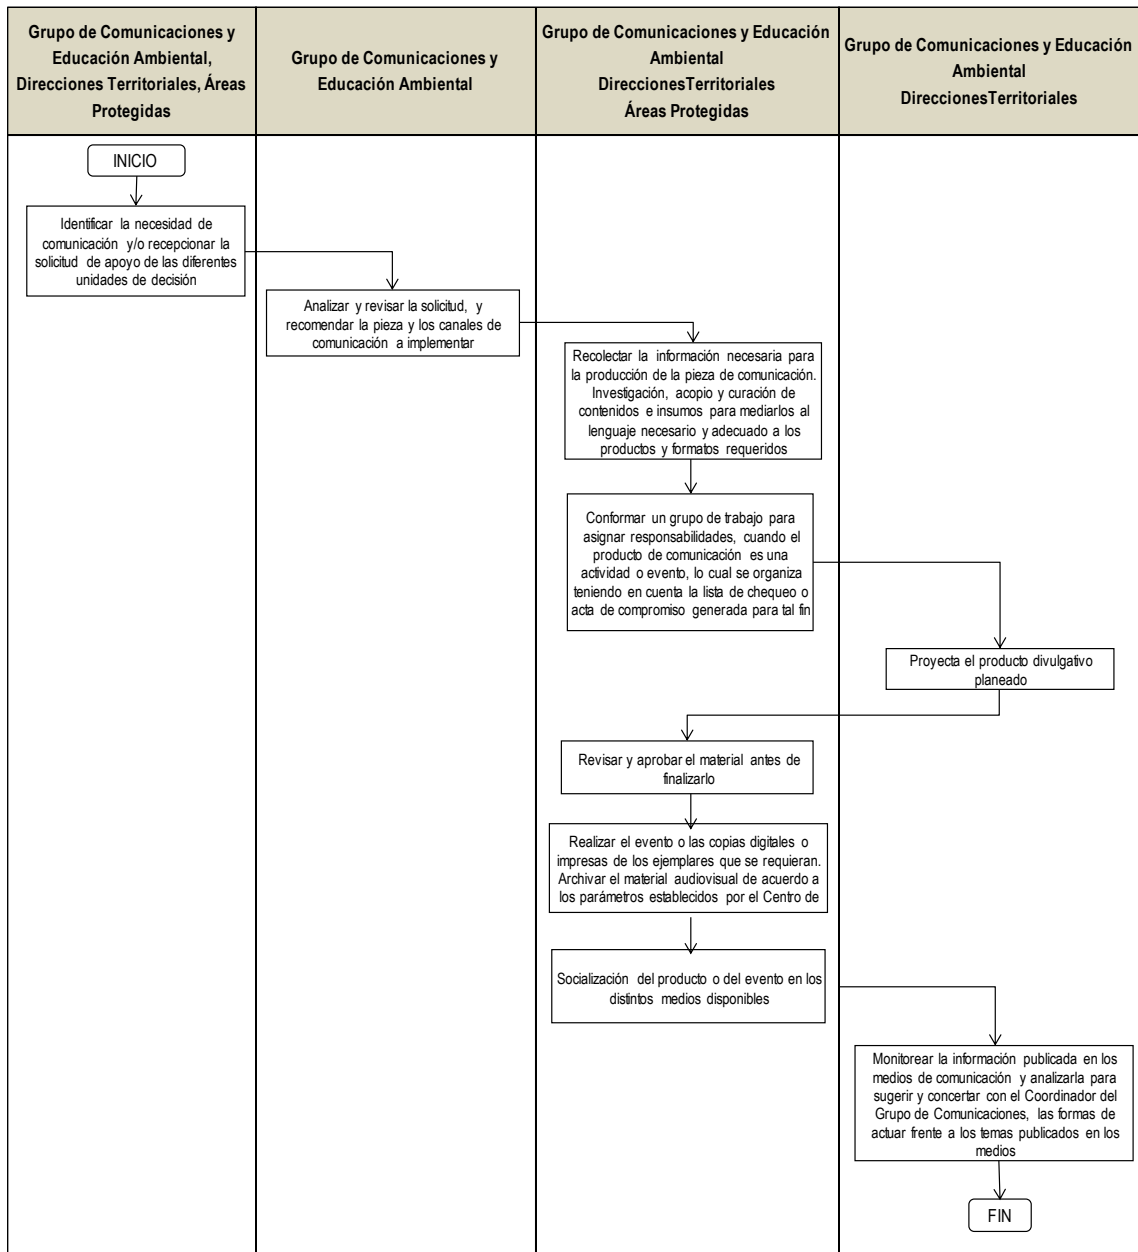 Grupo de Comunicaciones y
Educación Ambiental,
Direcciones Territoriales, Áreas
Protegidas
Grupo de Comunicaciones y
Educación Ambiental
Grupo de Comunicaciones y Educación
Ambiental
DireccionesTerritoriales
Áreas Protegidas
Grupo de Comunicaciones y Educación
Ambiental
DireccionesTerritoriales
INICIO
Identificar la necesidad de
comunicación y/o recepcionar la
solicitud de apoyo de las diferentes
unidades de decisión
Analizar y revisar la solicitud, y
recomendar la pieza y los canales de
comunicación a implementar
Recolectar la información necesaria para
la producción de la pieza de comunicación.
Investigación, acopio y curación de
contenidos e insumos para mediarlos al
lenguaje necesario y adecuado a los
productos y formatos requeridos
Conformar un grupo de trabajo para
asignar responsabilidades, cuando el
producto de comunicación es una
actividad o evento, lo cual se organiza
teniendo en cuenta la lista de chequeo o
acta de compromiso generada para tal fin
Proyecta el producto divulgativo
planeado
Revisar y aprobar el material antes de
finalizarlo
Realizar el evento o las copias digitales o
impresas de los ejemplares que se requieran.
Archivar el material audiovisual de acuerdo a
los parámetros establecidos por el Centro de
Socialización del producto o del evento en los
distintos medios disponibles
Monitorear la información publicada en los
medios de comunicación y analizarla para
sugerir y concertar con el Coordinador del
Grupo de Comunicaciones, las formas de
actuar frente a los temas publicados en los
medios
FIN